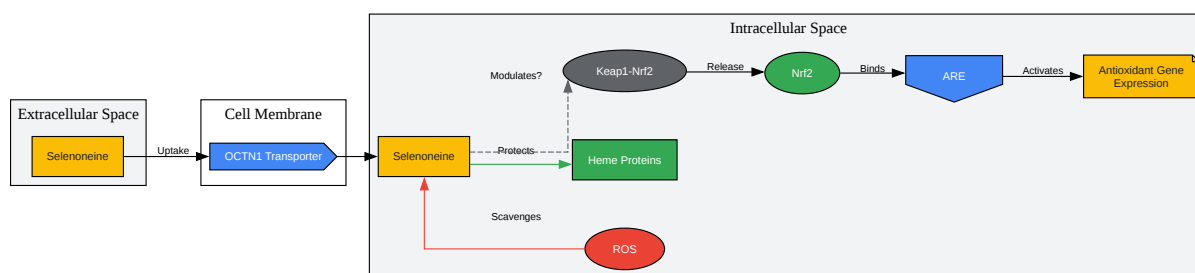 Intracellular Space
Modulates?
Keap1-Nrf2
Release
Nrf2
Binds
ARE
Activates
Antioxidant Gene
Expression
Extracellular Space
Selenoneine
Uptake
Cell Membrane
OCTN1 Transporter
Selenoneine
Protects
Heme Proteins
Scavenges
ROS